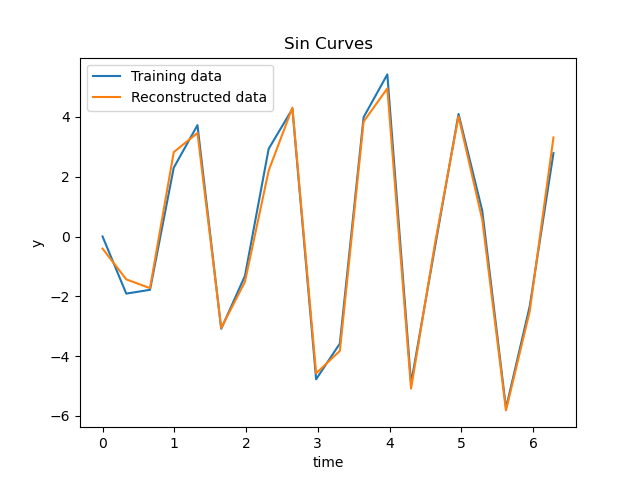 Sin Curves
Training data
Reconstructed data
y
4
2
0
−2
−4
−6
0 1 2 3 4 5 6
time